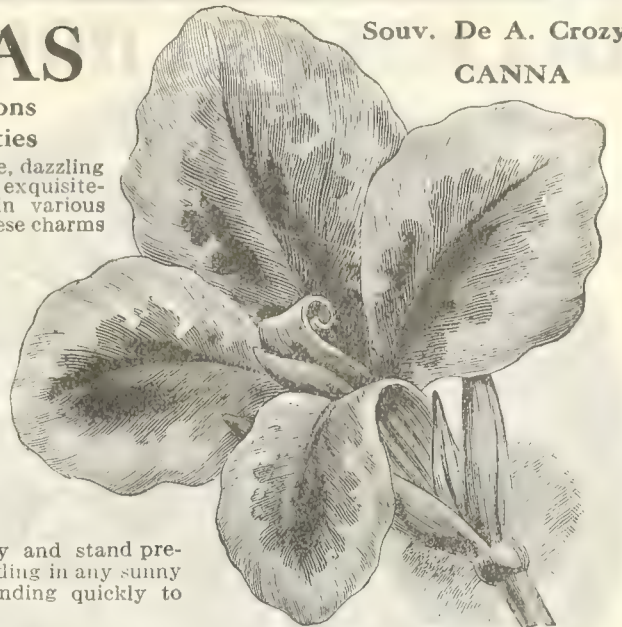 AS
ons
ties
e, dazzling
exquisite-
in various
ese charms
Souv. De A. Crozy
CANNA
y and stand pre-
ding in any sunny
nding quickly to